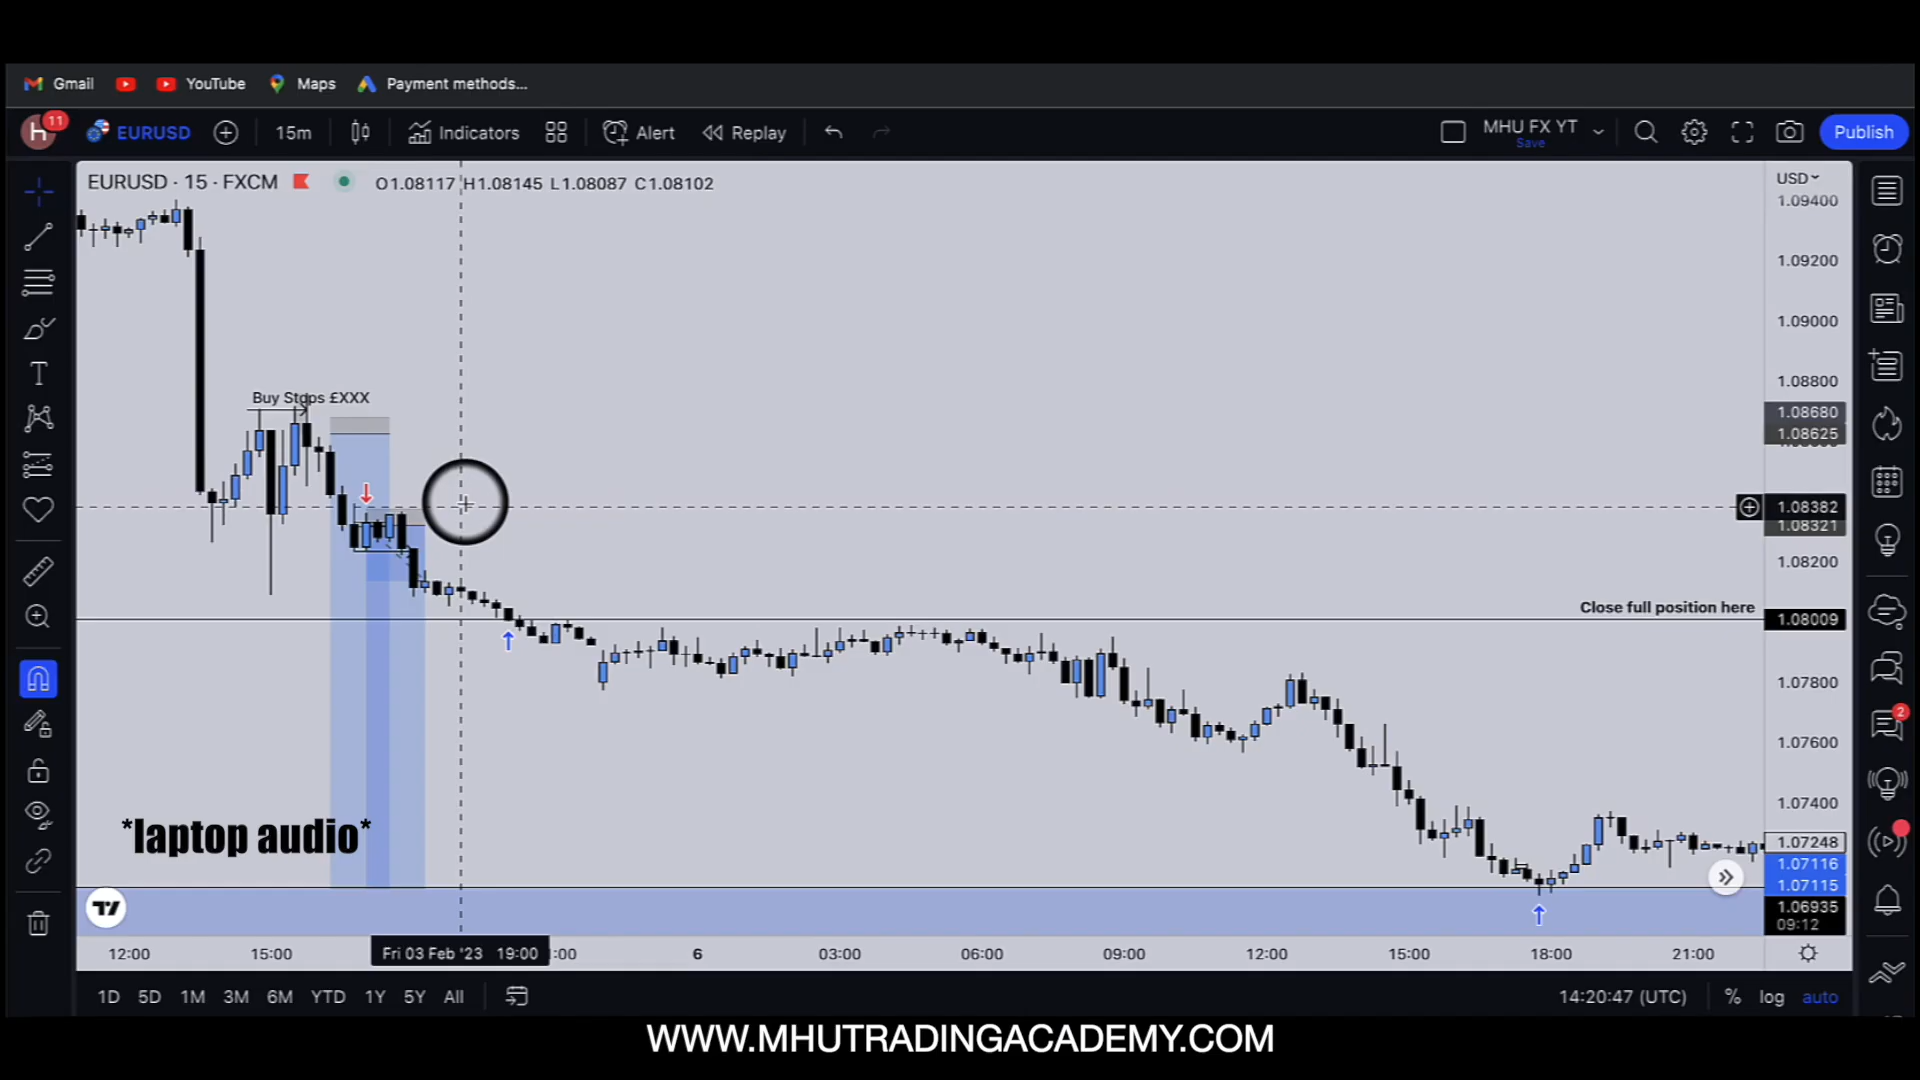 Gmail YouTube Maps Payment methods...
h 11 EURUSD 15m Indicators Alert Replay MHU FX YT Save Publish
EURUSD · 15 · FXCM O1.08117 H1.08145 L1.08087 C1.08102
USD
1.09400
1.09200
1.09000
1.08800
Buy Stops £XXX
1.08680
1.08625
1.08382
1.08321
1.08200
Close full position here 1.08009
1.07800
2
1.07600
1.07400
*laptop audio*
1.07248
1.07116
1.07115
1.06935
09:12
12:00 15:00 Fri 03 Feb '23 19:00 :00 6 03:00 06:00 09:00 12:00 15:00 18:00 21:00
1D 5D 1M 3M 6M YTD 1Y 5Y All 14:20:47 (UTC) % log auto
WWW.MHUTRADINGACADEMY.COM